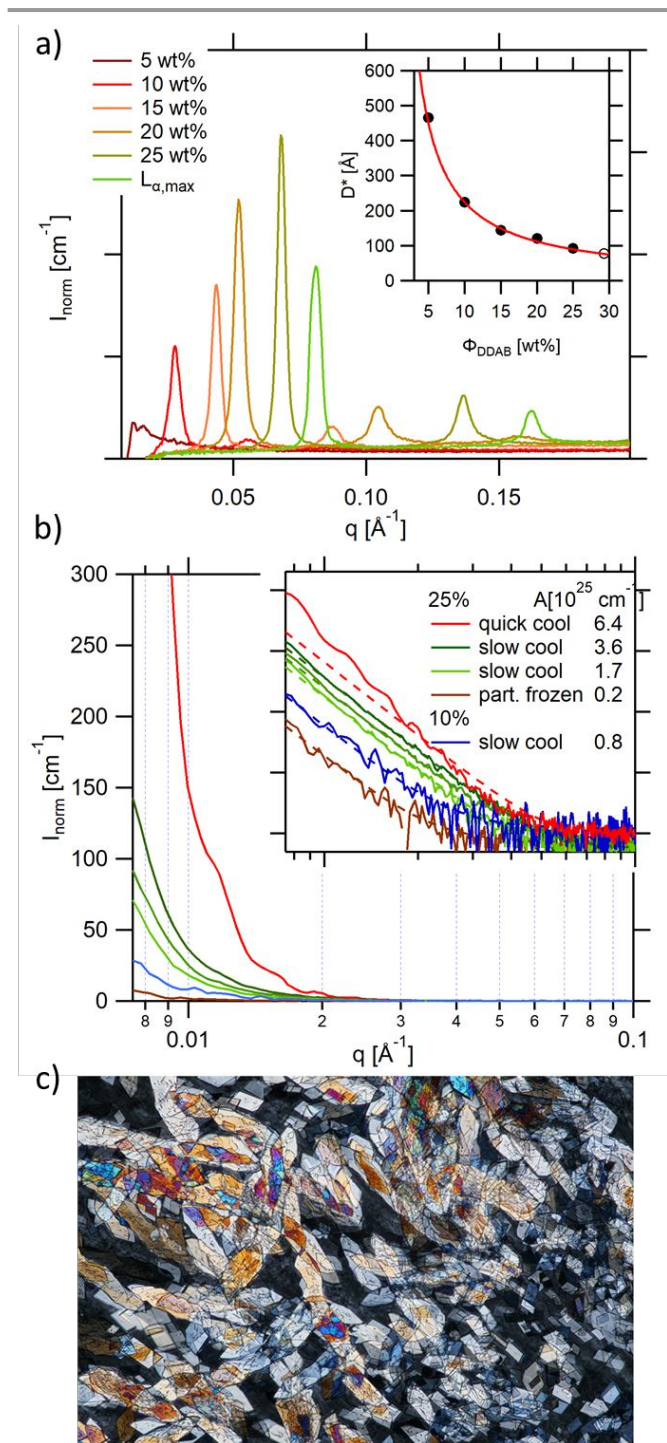 a)
5 wt%
10 wt%
15 wt%
20 wt%
25 wt%
Lα,max
I_norm [cm⁻¹]
0.05 0.10 0.15
q [Å⁻¹]
600
500
400
300
200
100
0
D* [Å]
5 10 15 20 25 30
Φ_DDAB [wt%]
b)
300
250
200
150
100
50
0
I_norm [cm⁻¹]
25% A[10²⁵ cm⁻¹]
quick cool 6.4
slow cool 3.6
slow cool 1.7
part. frozen 0.2
10%
slow cool 0.8
8 9 0.01 2 3 4 5 6 7 8 9 0.1
q [Å⁻¹]
c)